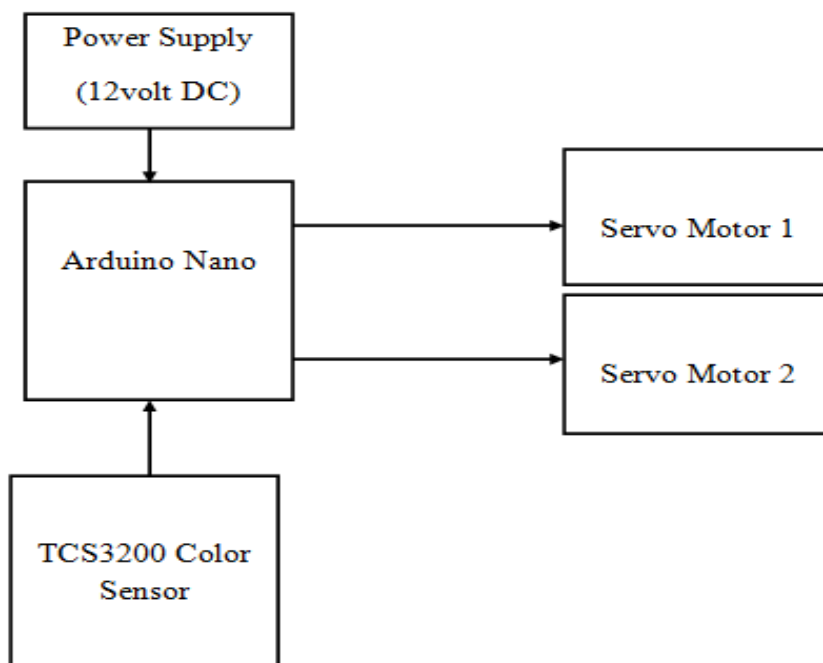 Power Supply
(12volt DC)
Arduino Nano
Servo Motor 1
Servo Motor 2
TCS3200 Color
Sensor